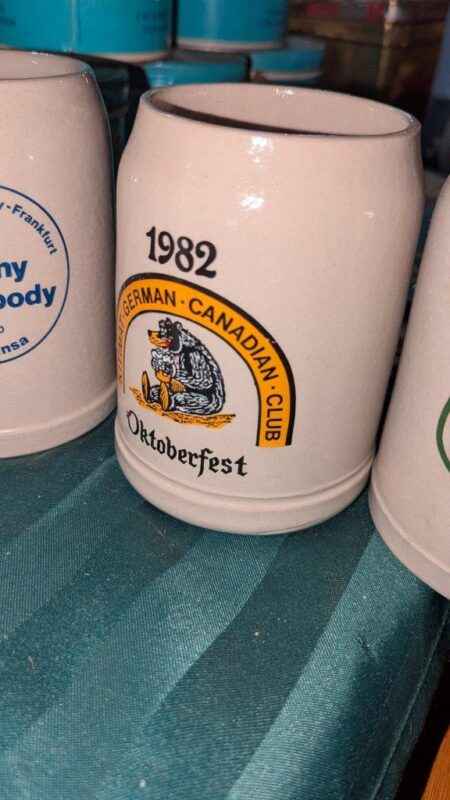 1982
GERMAN · CANADIAN · CLUB
Oktoberfest
-Frankfurt
ny
body
nsa